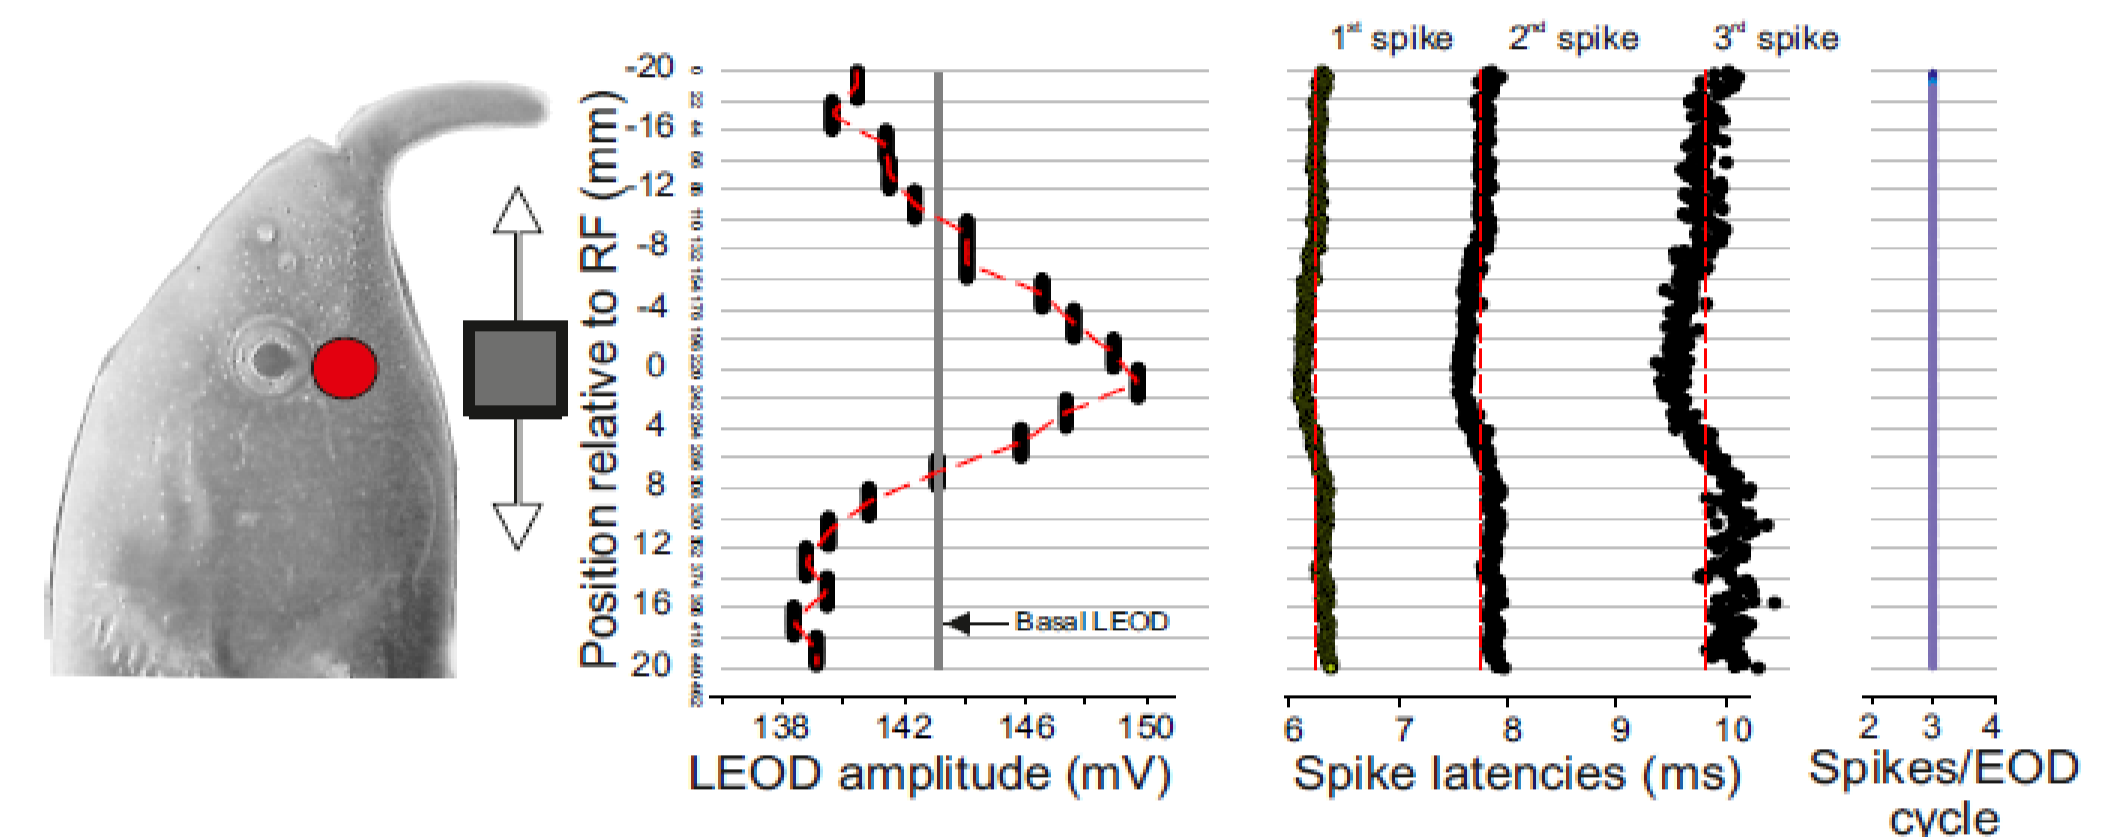 1st spike 2nd spike 3rd spike
Position relative to RF (mm)
-20
-16
-12
-8
-4
0
4
8
12
16
20
Basal LEOD
138 142 146 150
LEOD amplitude (mV)
6 7 8 9 10
Spike latencies (ms)
2 3 4
Spikes/EOD
cycle